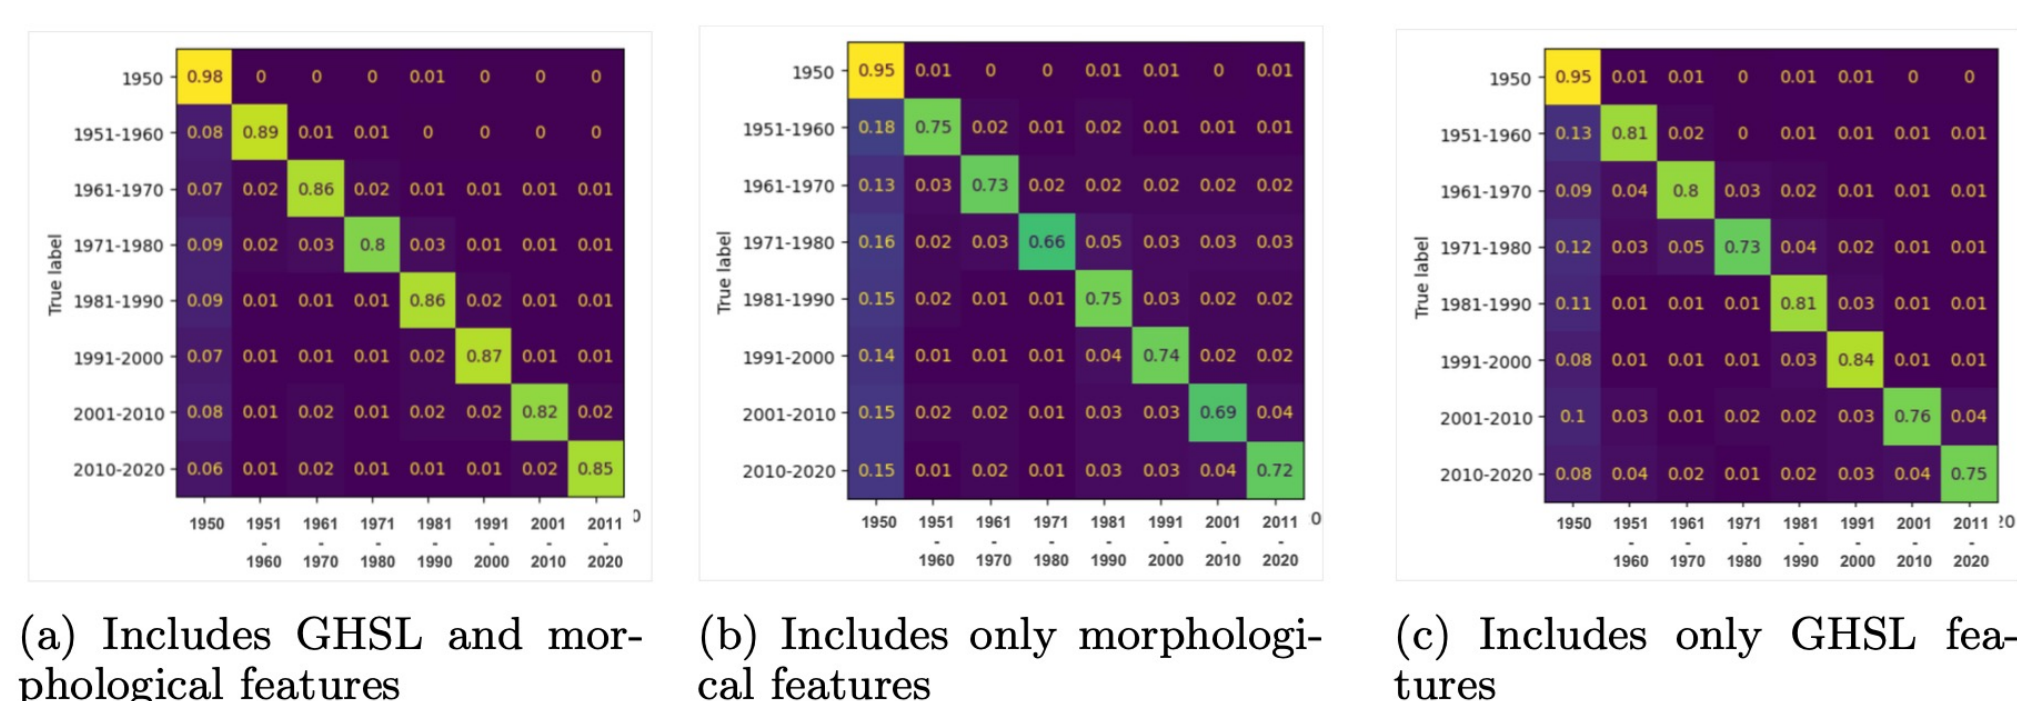 1950 0.98 0 0 0 0.01 0 0 0
1951-1960 0.08 0.89 0.01 0.01 0 0 0 0
1961-1970 0.07 0.02 0.86 0.02 0.01 0.01 0.01 0.01
1971-1980 0.09 0.02 0.03 0.8 0.03 0.01 0.01 0.01
1981-1990 0.09 0.01 0.01 0.01 0.86 0.02 0.01 0.01
1991-2000 0.07 0.01 0.01 0.01 0.02 0.87 0.01 0.01
2001-2010 0.08 0.01 0.02 0.01 0.02 0.02 0.82 0.02
2010-2020 0.06 0.01 0.02 0.01 0.01 0.01 0.02 0.85
True label
1950 1951 1961 1971 1981 1991 2001 2011 0
- - - - - - -
1960 1970 1980 1990 2000 2010 2020
(a) Includes GHSL and mor-
phological features
1950 0.95 0.01 0 0 0.01 0.01 0 0.01
1951-1960 0.18 0.75 0.02 0.01 0.02 0.01 0.01 0.01
1961-1970 0.13 0.03 0.73 0.02 0.02 0.02 0.02 0.02
1971-1980 0.16 0.02 0.03 0.66 0.05 0.03 0.03 0.03
1981-1990 0.15 0.02 0.01 0.01 0.75 0.03 0.02 0.02
1991-2000 0.14 0.01 0.01 0.01 0.04 0.74 0.02 0.02
2001-2010 0.15 0.02 0.02 0.01 0.03 0.03 0.69 0.04
2010-2020 0.15 0.01 0.02 0.01 0.03 0.03 0.04 0.72
True label
1950 1951 1961 1971 1981 1991 2001 2011 0
- - - - - - -
1960 1970 1980 1990 2000 2010 2020
(b) Includes only morphologi-
cal features
1950 0.95 0.01 0.01 0 0.01 0.01 0 0
1951-1960 0.13 0.81 0.02 0 0.01 0.01 0.01 0.01
1961-1970 0.09 0.04 0.8 0.03 0.02 0.01 0.01 0.01
1971-1980 0.12 0.03 0.05 0.73 0.04 0.02 0.01 0.01
1981-1990 0.11 0.01 0.01 0.01 0.81 0.03 0.01 0.01
1991-2000 0.08 0.01 0.01 0.01 0.03 0.84 0.01 0.01
2001-2010 0.1 0.03 0.01 0.02 0.02 0.03 0.76 0.04
2010-2020 0.08 0.04 0.02 0.01 0.02 0.03 0.04 0.75
True label
1950 1951 1961 1971 1981 1991 2001 2011 20
- - - - - - -
1960 1970 1980 1990 2000 2010 2020
(c) Includes only GHSL fea-
tures